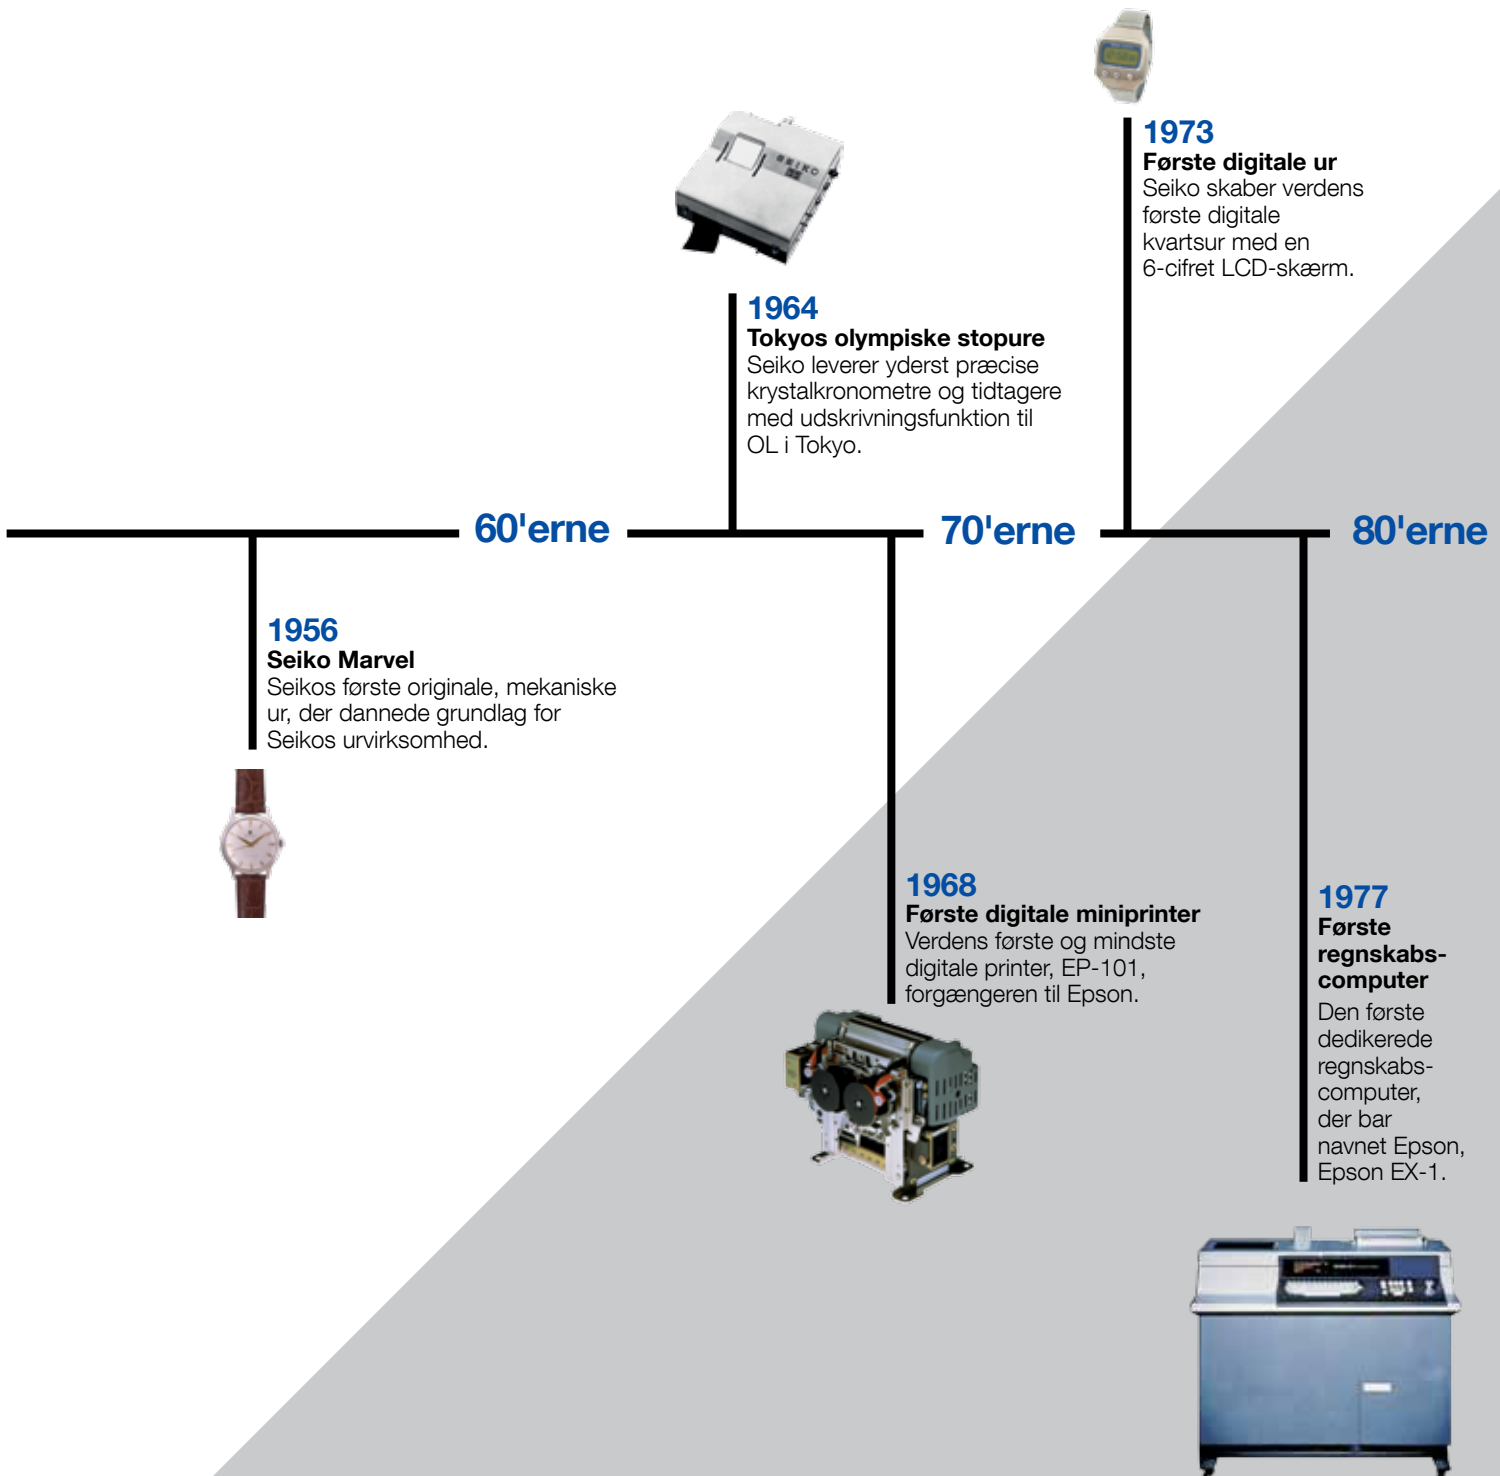 1973
Første digitale ur
Seiko skaber verdens
første digitale
kvartsur med en
6-cifret LCD-skærm.
SEIKO
1964
Tokyos olympiske stopure
Seiko leverer yderst præcise
krystalkronometre og tidtagere
med udskrivningsfunktion til
OL i Tokyo.
60'erne
70'erne
80'erne
1956
Seiko Marvel
Seikos første originale, mekaniske
ur, der dannede grundlag for
Seikos urvirksomhed.
1968
Første digitale miniprinter
Verdens første og mindste
digitale printer, EP-101,
forgængeren til Epson.
1977
Første
regnskabs-
computer
Den første
dedikerede
regnskabs-
computer,
der bar
navnet Epson,
Epson EX-1.